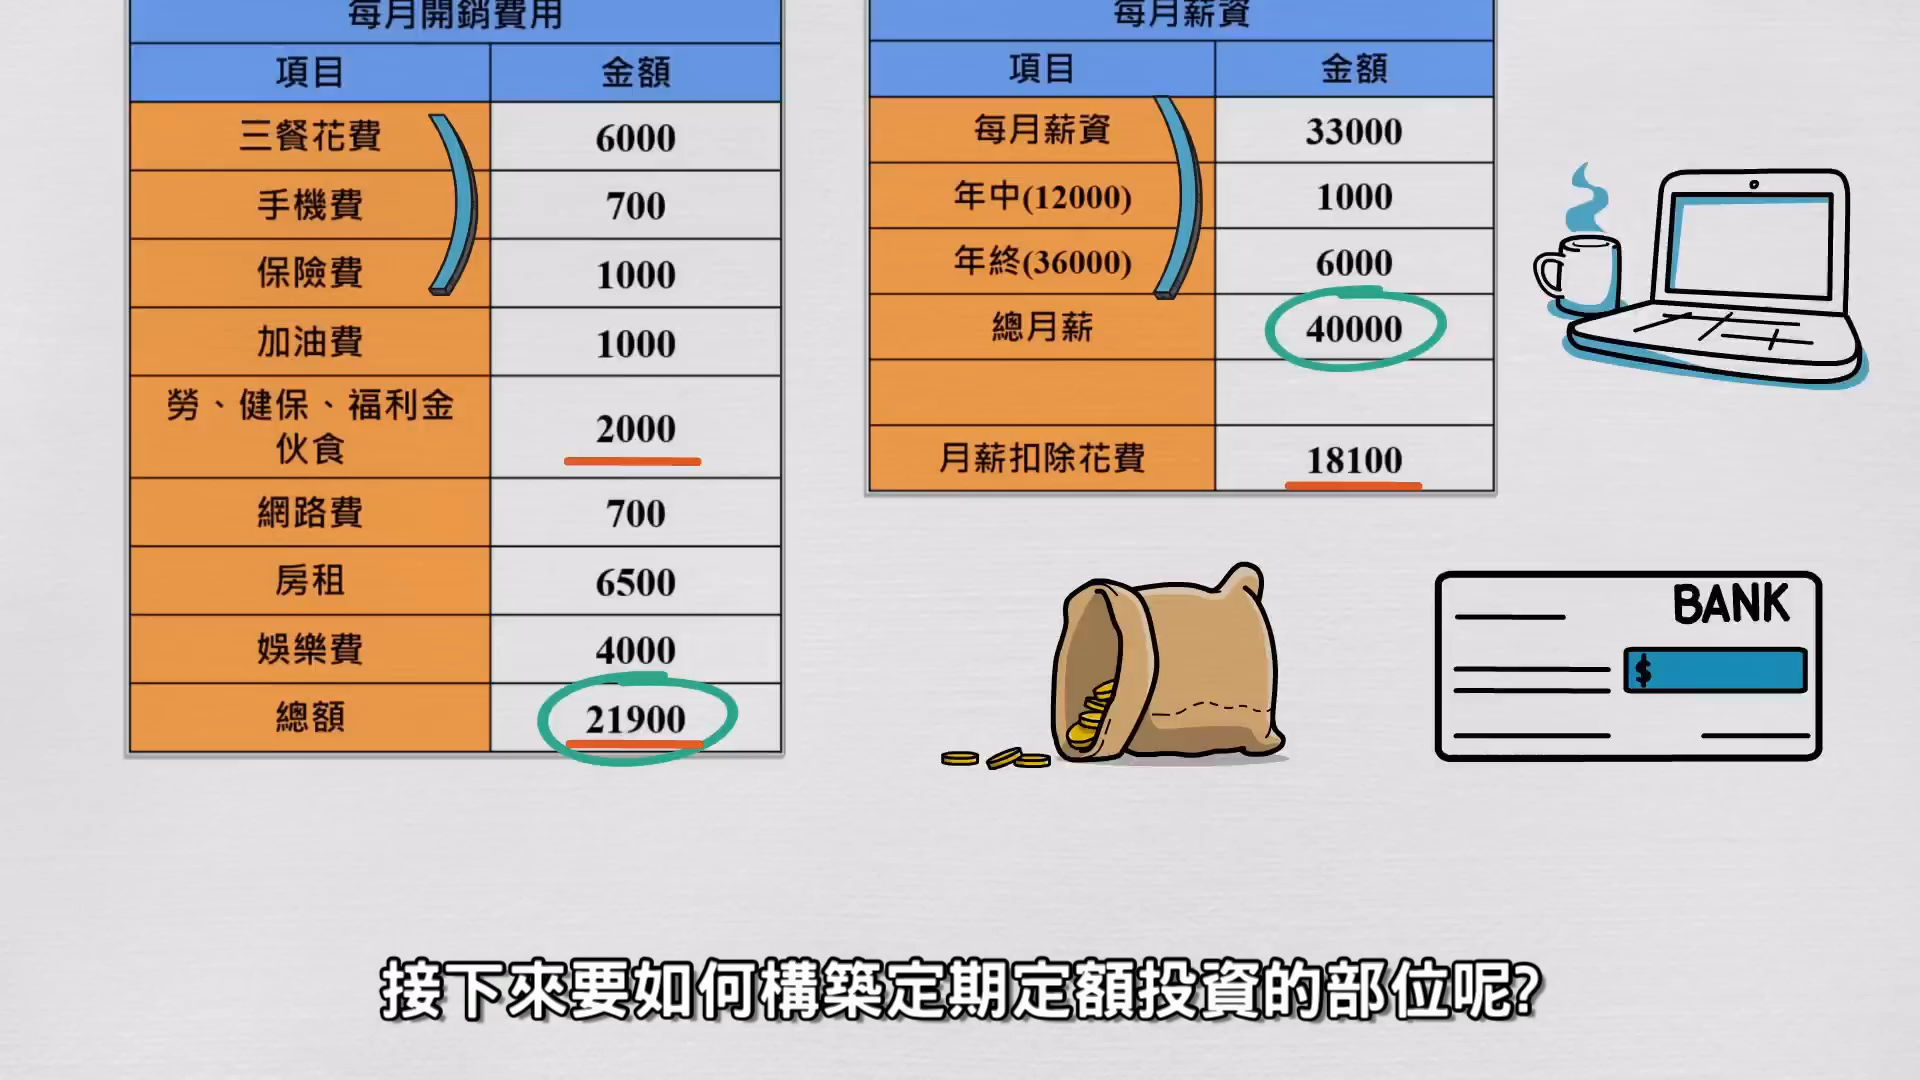 每月開銷費用
項目 金額
三餐花費 6000
手機費 700
保險費 1000
加油費 1000
勞、健保、福利金
伙食 2000
網路費 700
房租 6500
娛樂費 4000
總額 21900
每月薪資
項目 金額
每月薪資 33000
年中(12000) 1000
年終(36000) 6000
總月薪 40000
月薪扣除花費 18100
BANK
$
接下來要如何構築定期定額投資的部位呢?